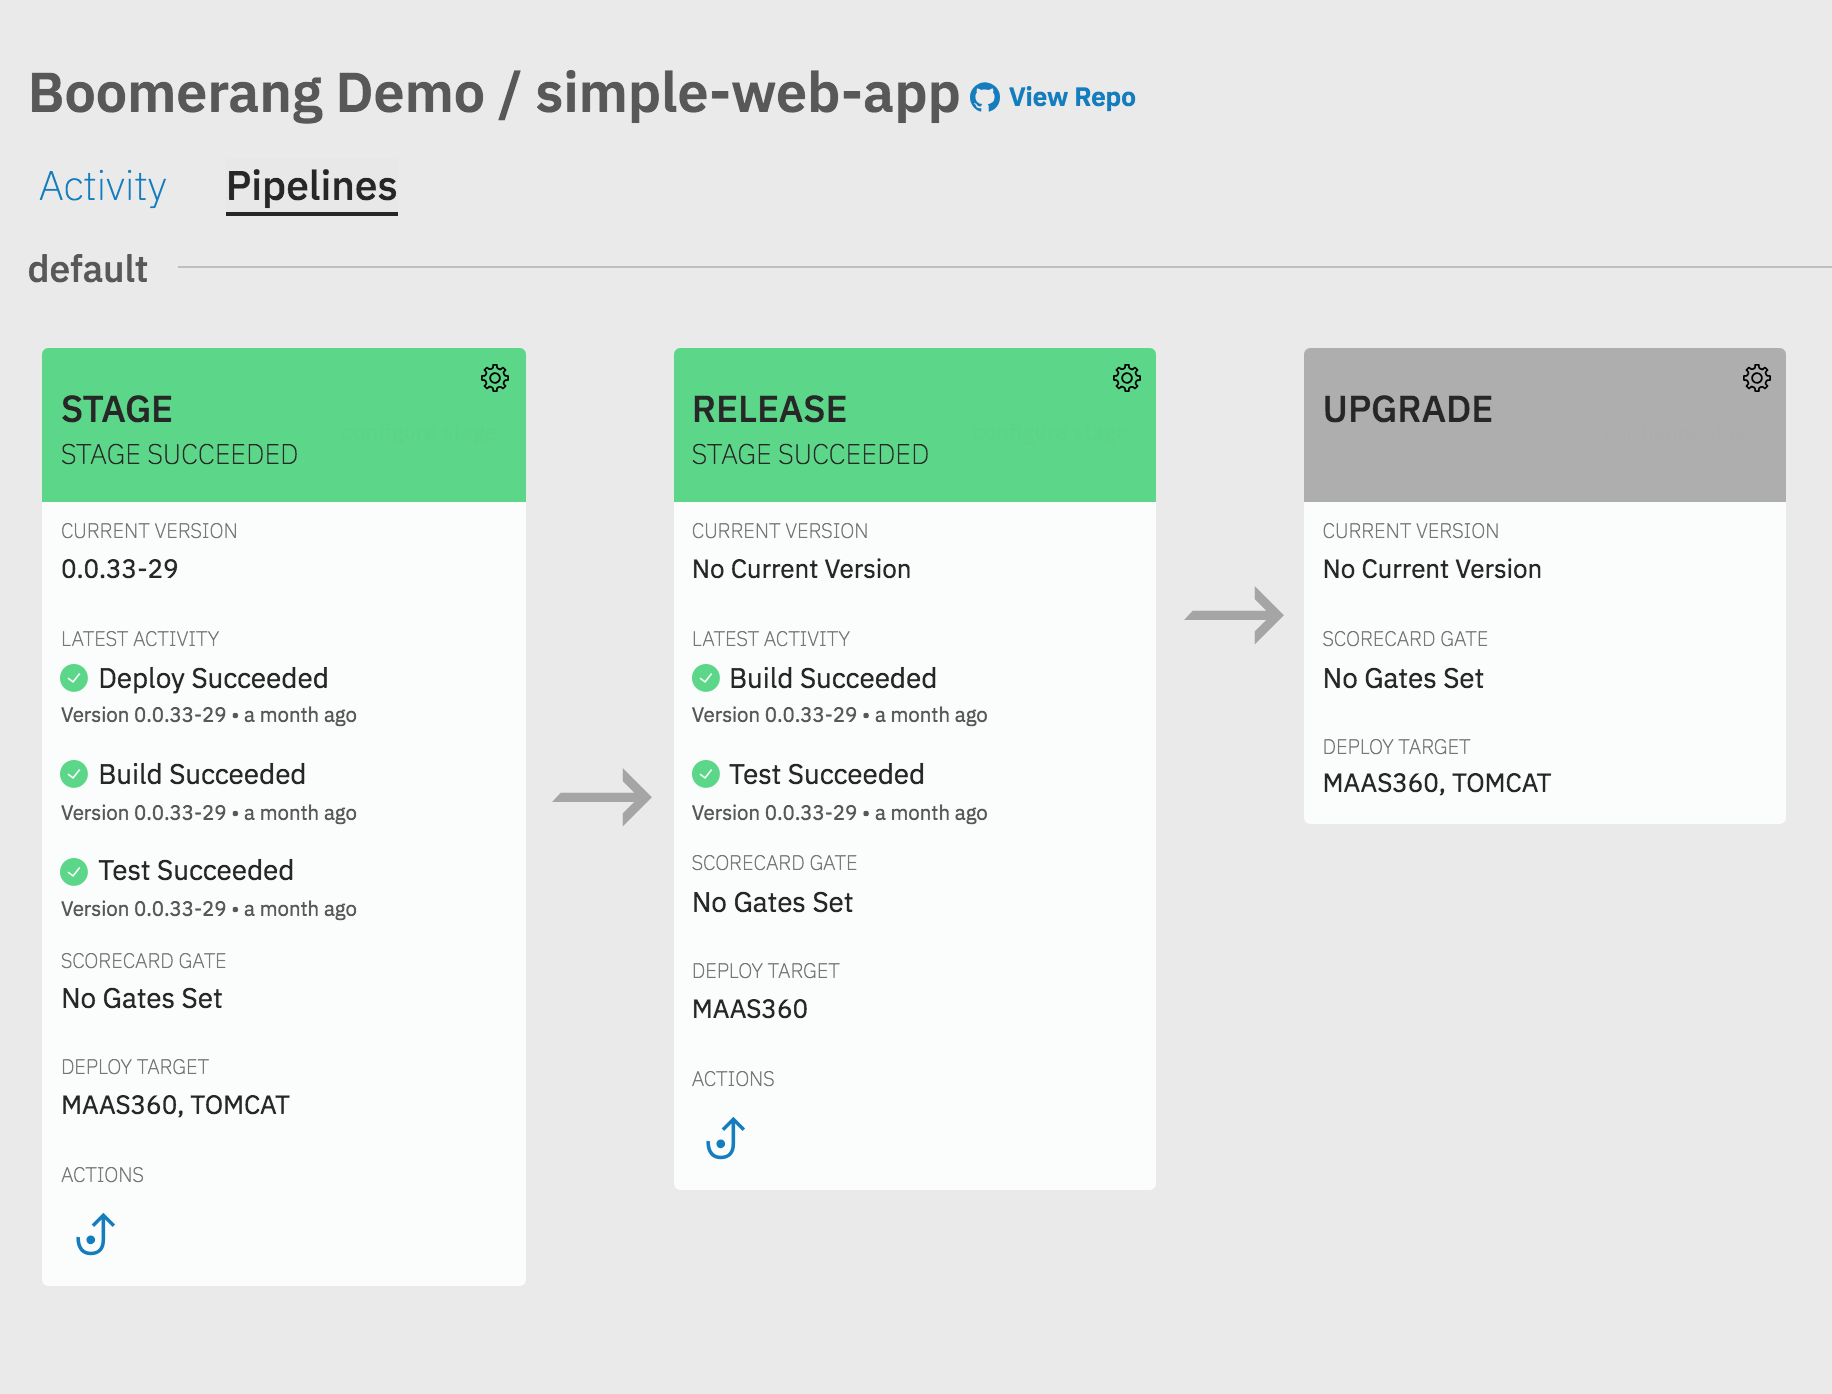 Boomerang Demo / simple-web-app View Repo
Activity Pipelines
default
STAGE
STAGE SUCCEEDED
CURRENT VERSION
0.0.33-29
LATEST ACTIVITY
Deploy Succeeded
Version 0.0.33-29 • a month ago
Build Succeeded
Version 0.0.33-29 • a month ago
Test Succeeded
Version 0.0.33-29 • a month ago
SCORECARD GATE
No Gates Set
DEPLOY TARGET
MAAS360, TOMCAT
ACTIONS
RELEASE
STAGE SUCCEEDED
CURRENT VERSION
No Current Version
LATEST ACTIVITY
Build Succeeded
Version 0.0.33-29 • a month ago
Test Succeeded
Version 0.0.33-29 • a month ago
SCORECARD GATE
No Gates Set
DEPLOY TARGET
MAAS360
ACTIONS
UPGRADE
CURRENT VERSION
No Current Version
SCORECARD GATE
No Gates Set
DEPLOY TARGET
MAAS360, TOMCAT